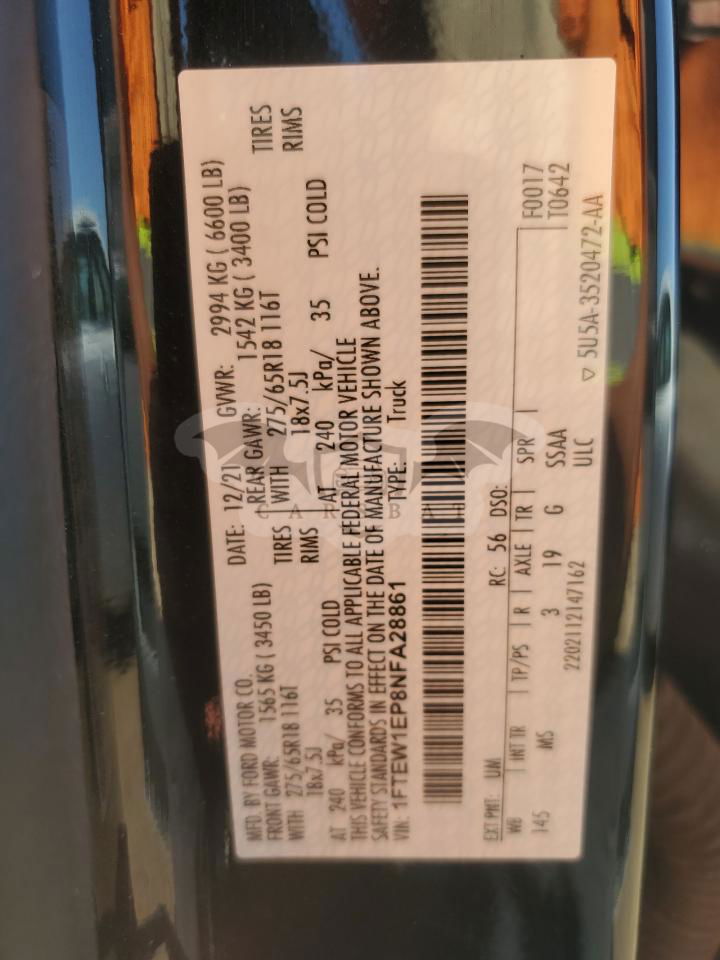 MFD. BY FORD MOTOR CO.
DATE: 12/21 GVWR: 2994 KG ( 6600 LB)
FRONT GAWR: 1565 KG ( 3450 LB) REAR GAWR: 1542 KG ( 3400 LB)
WITH 275/65R18 116T TIRES WITH 275/65R18 116T TIRES
18x7.5J RIMS 18x7.5J RIMS
AT 240 kPa/ 35 PSI COLD AT 240 kPa/ 35 PSI COLD
THIS VEHICLE CONFORMS TO ALL APPLICABLE FEDERAL MOTOR VEHICLE
SAFETY STANDARDS IN EFFECT ON THE DATE OF MANUFACTURE SHOWN ABOVE.
VIN: 1FTEW1EP8NFA28861 TYPE: Truck
EXT PNT: UM RC: 56 DSO:
WB INT TR TP/PS R AXLE TR SPR F0017
145 MS 3 19 G SSAA T0642
2202112147162 ULC
▽ 5U5A-3520472-AA
CARSBAT